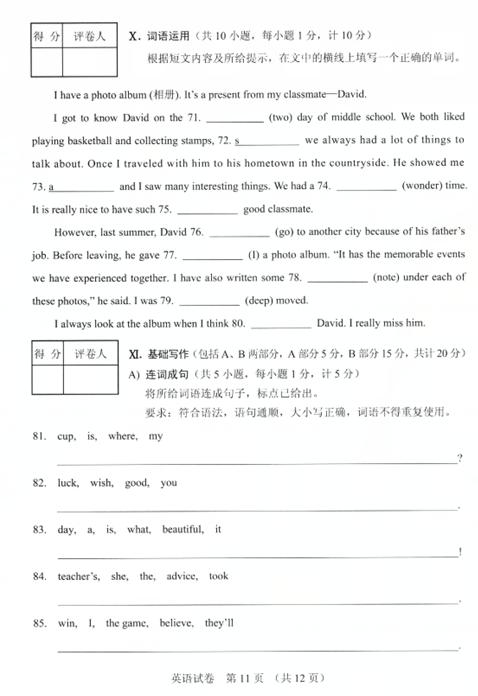 得 分 评卷人
X. 词语运用 (共 10 小题, 每小题 1 分, 计 10 分)
根据短文内容及所给提示, 在文中的横线上填写一个正确的单词。
I have a photo album (相册). It's a present from my classmate—David.
I got to know David on the 71. __________ (two) day of middle school. We both liked
playing basketball and collecting stamps, 72. s__________ we always had a lot of things to
talk about. Once I traveled with him to his hometown in the countryside. He showed me
73. a__________ and I saw many interesting things. We had a 74. __________ (wonder) time.
It is really nice to have such 75. __________ good classmate.
However, last summer, David 76. __________ (go) to another city because of his father's
job. Before leaving, he gave 77. __________ (I) a photo album. "It has the memorable events
we have experienced together. I have also written some 78. __________ (note) under each of
these photos," he said. I was 79. __________ (deep) moved.
I always look at the album when I think 80. __________ David. I really miss him.
得 分 评卷人
XI. 基础写作 (包括 A、B 两部分, A 部分 5 分, B 部分 15 分, 共计 20 分)
A) 连词成句 (共 5 小题, 每小题 1 分, 计 5 分)
将所给词语连成句子, 标点已给出。
要求: 符合语法, 语句通顺, 大小写正确, 词语不得重复使用。
81. cup, is, where, my
__________?
82. luck, wish, good, you
__________.
83. day, a, is, what, beautiful, it
__________!
84. teacher's, she, the, advice, took
__________.
85. win, I, the game, believe, they'll
__________.
英语试卷 第 11 页 (共 12 页)